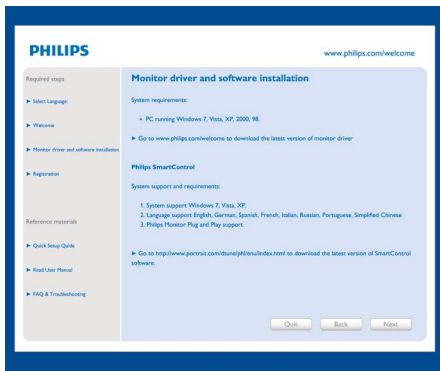 PHILIPS
www.philips.com/welcome
Required steps
► Select Language
► Welcome
► Monitor driver and software installation
► Registration
Reference materials
► Quick Setup Quide
► Read User Manual
► FAQ & Troubleshooting
Monitor driver and software installation
System requirements:
» PC running Windows 7, Vista, XP, 2000, 98.
► Go to www.philips.com/welcome to download the latest version of monitor driver
Philips SmartControl
System support and requirements:
1. System support Windows 7, Vista, XP.
2. Language support English, German, Spanish, French, Italian, Russian, Portuguese, Simplified Chinese
3. Philips Monitor Plug and Play support
► Go to http://www.portrait.com/dtune/phl/enu/index.html to download the latest version of SmartControl
software.
Quit
Back
Next